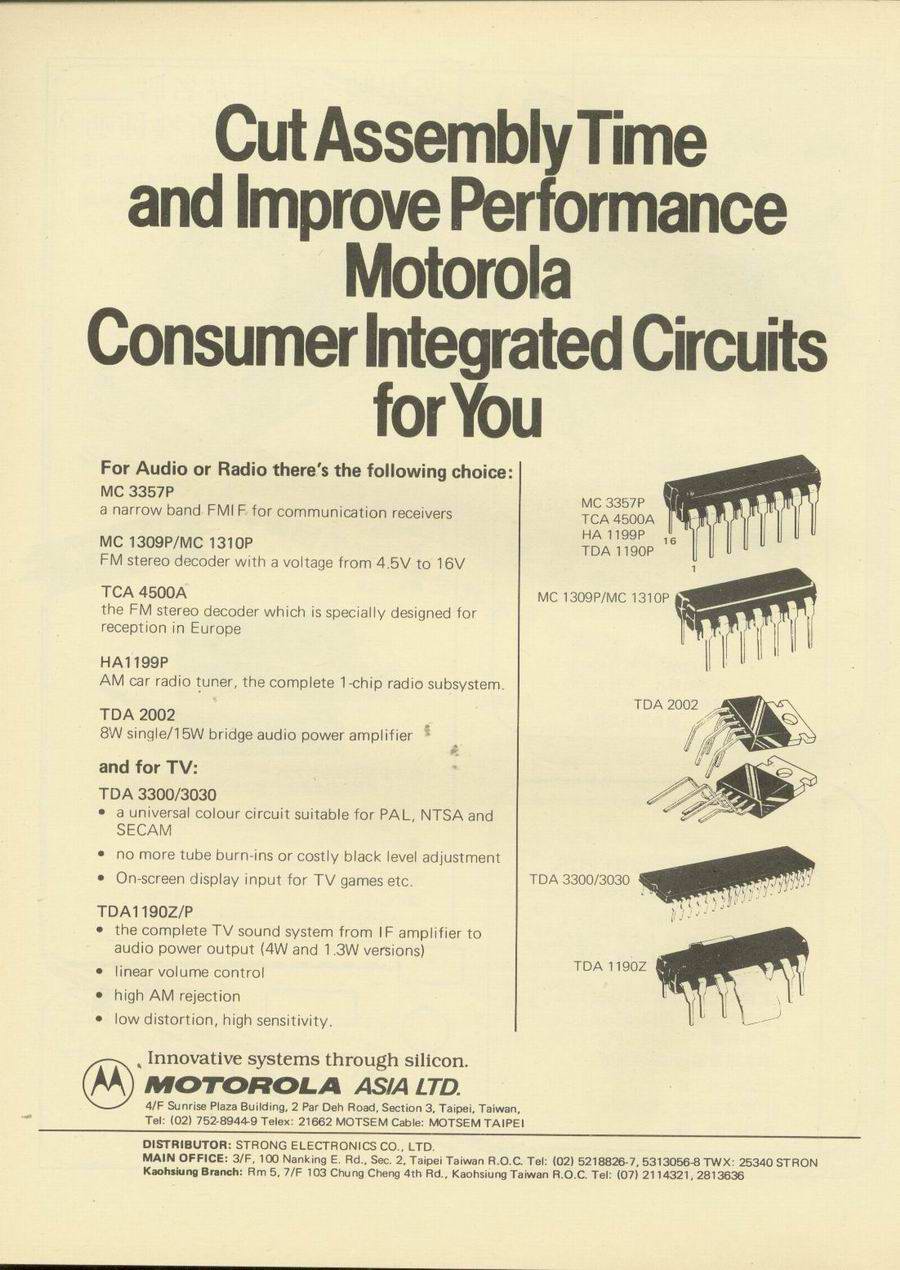 Cut Assembly Time
and Improve Performance
Motorola
Consumer Integrated Circuits
for You
For Audio or Radio there's the following choice:
MC 3357P
a narrow band FMIF for communication receivers
MC 1309P/MC 1310P
FM stereo decoder with a voltage from 4.5V to 16V
TCA 4500A
the FM stereo decoder which is specially designed for
reception in Europe
HA1199P
AM car radio tuner, the complete 1-chip radio subsystem.
TDA 2002
8W single/15W bridge audio power amplifier
and for TV:
TDA 3300/3030
• a universal colour circuit suitable for PAL, NTSA and
SECAM
• no more tube burn-ins or costly black level adjustment
• On-screen display input for TV games etc.
TDA1190Z/P
• the complete TV sound system from IF amplifier to
audio power output (4W and 1.3W versions)
• linear volume control
• high AM rejection
• low distortion, high sensitivity.
MC 3357P
TCA 4500A
HA 1199P
TDA 1190P
16
1
MC 1309P/MC 1310P
TDA 2002
TDA 3300/3030
TDA 1190Z
Innovative systems through silicon.
MOTOROLA ASIA LTD.
4/F Sunrise Plaza Building, 2 Par Deh Road, Section 3, Taipei, Taiwan,
Tel: (02) 752-8944-9 Telex: 21662 MOTSEM Cable: MOTSEM TAIPEI
DISTRIBUTOR: STRONG ELECTRONICS CO., LTD.
MAIN OFFICE: 3/F, 100 Nanking E. Rd., Sec. 2, Taipei Taiwan R.O.C. Tel: (02) 5218826-7, 5313056-8 TWX: 25340 STRON
Kaohsiung Branch: Rm 5, 7/F 103 Chung Cheng 4th Rd., Kaohsiung Taiwan R.O.C. Tel: (07) 2114321, 2813636